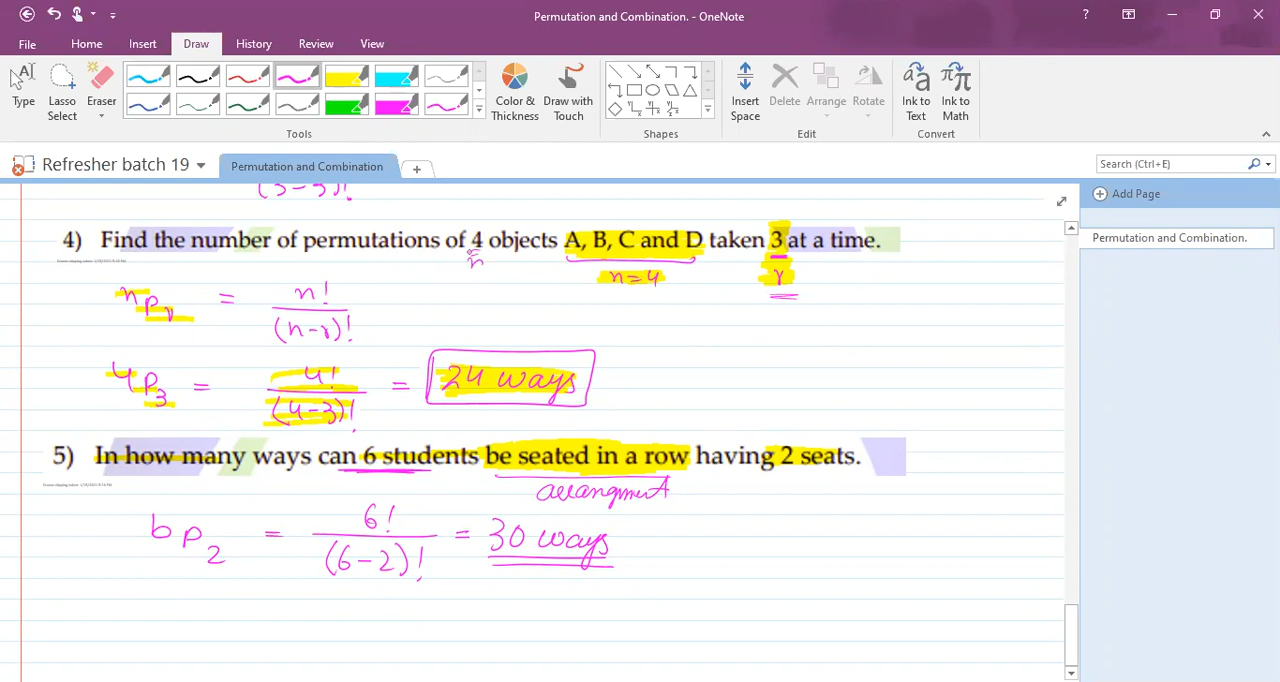 Permutation and Combination. - OneNote
File Home Insert Draw History Review View
Type Lasso Select Eraser Color & Thickness Draw with Touch Insert Space Delete Arrange Rotate Ink to Text Ink to Math
Tools Shapes Edit Convert
Refresher batch 19 Permutation and Combination Search (Ctrl+E)
Add Page
Permutation and Combination.
(3-3)!
4) Find the number of permutations of 4 objects A, B, C and D taken 3 at a time.
n n=4 r
nPr = n!/(n-r)!
4P3 = 4!/(4-3)! = 24 ways
5) In how many ways can 6 students be seated in a row having 2 seats.
arrangment
6P2 = 6!/(6-2)! = 30 ways